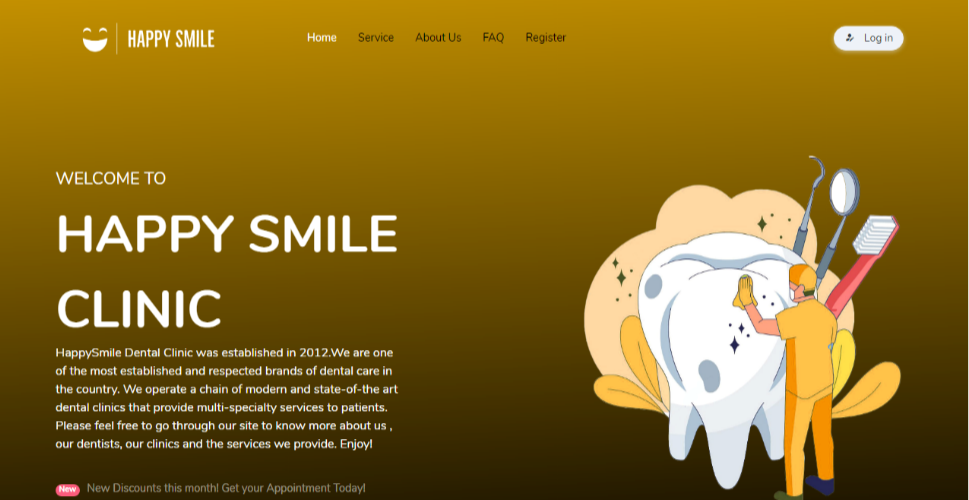 HAPPY SMILE
Home Service About Us FAQ Register
Log in
WELCOME TO
HAPPY SMILE
CLINIC
HappySmile Dental Clinic was established in 2012.We are one
of the most established and respected brands of dental care in
the country. We operate a chain of modern and state-of-the art
dental clinics that provide multi-specialty services to patients.
Please feel free to go through our site to know more about us ,
our dentists, our clinics and the services we provide. Enjoy!
New New Discounts this month! Get your Appointment Today!